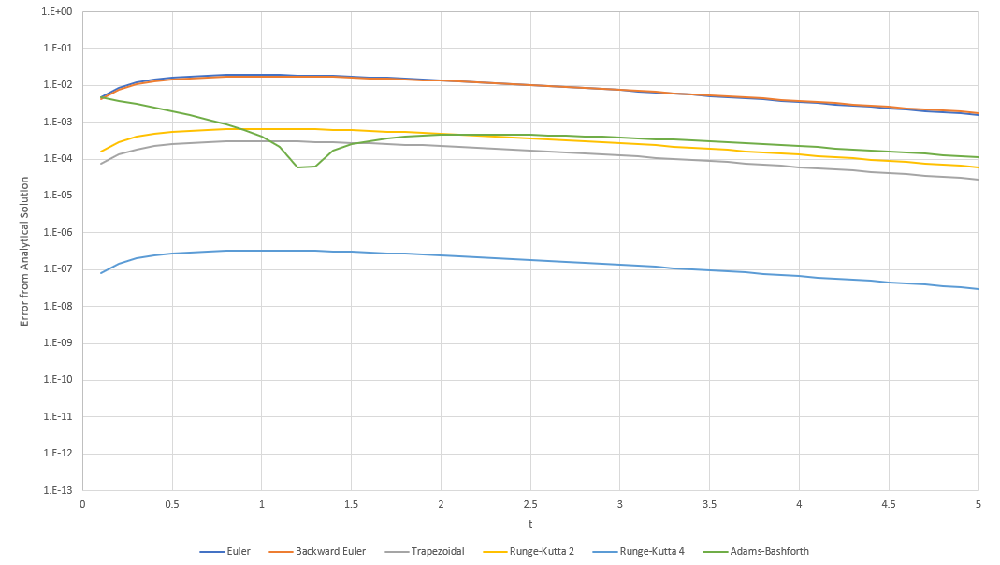 1.E+00
1.E-01
1.E-02
1.E-03
1.E-04
1.E-05
1.E-06
1.E-07
1.E-08
1.E-09
1.E-10
1.E-11
1.E-12
1.E-13
Error from Analytical Solution
0 0.5 1 1.5 2 2.5 3 3.5 4 4.5 5
t
Euler Backward Euler Trapezoidal Runge-Kutta 2 Runge-Kutta 4 Adams-Bashforth